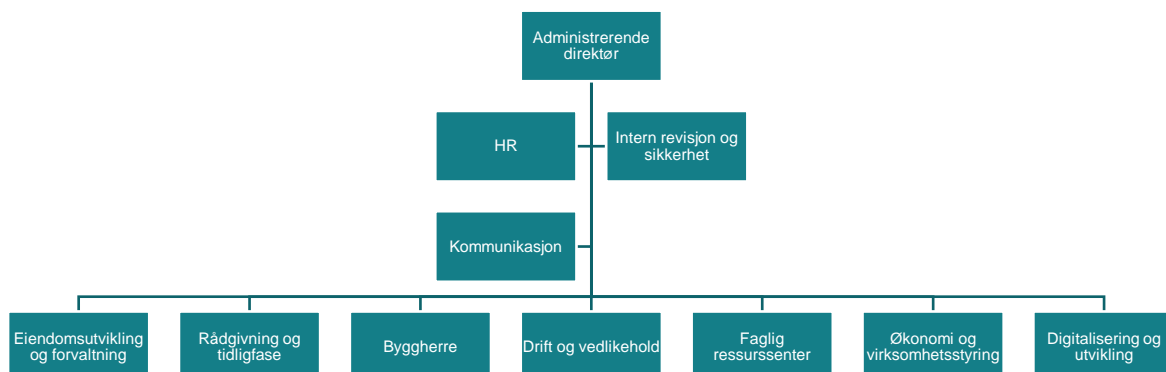 Administrerende
direktør
HR
Intern revisjon og
sikkerhet
Kommunikasjon
Eiendomsutvikling
og forvaltning
Rådgivning og
tidligfase
Byggherre
Drift og vedlikehold
Faglig
ressurssenter
Økonomi og
virksomhetsstyring
Digitalisering og
utvikling